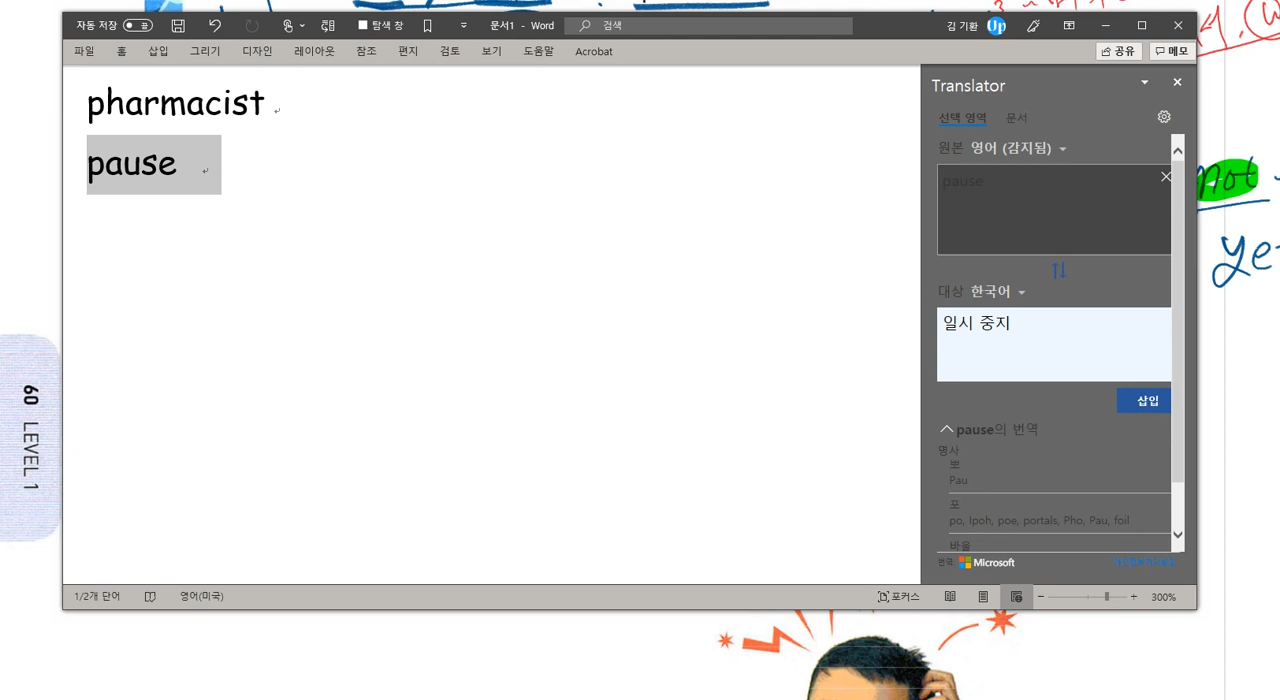 자동 저장 문서1 - Word 검색 김 기환 Up
파일 홈 삽입 그리기 디자인 레이아웃 참조 편지 검토 보기 도움말 Acrobat 공유 메모
탐색 창
pharmacist
pause
Translator
선택 영역 문서
원본 영어 (감지됨)
pause
대상 한국어
일시 중지
삽입
pause의 번역
명사
뽀
Pau
포
po, Ipoh, poe, portals, Pho, Pau, foil
바울
번역 Microsoft
1/2개 단어 영어(미국) 포커스 300%
not
60 LEVEL 1